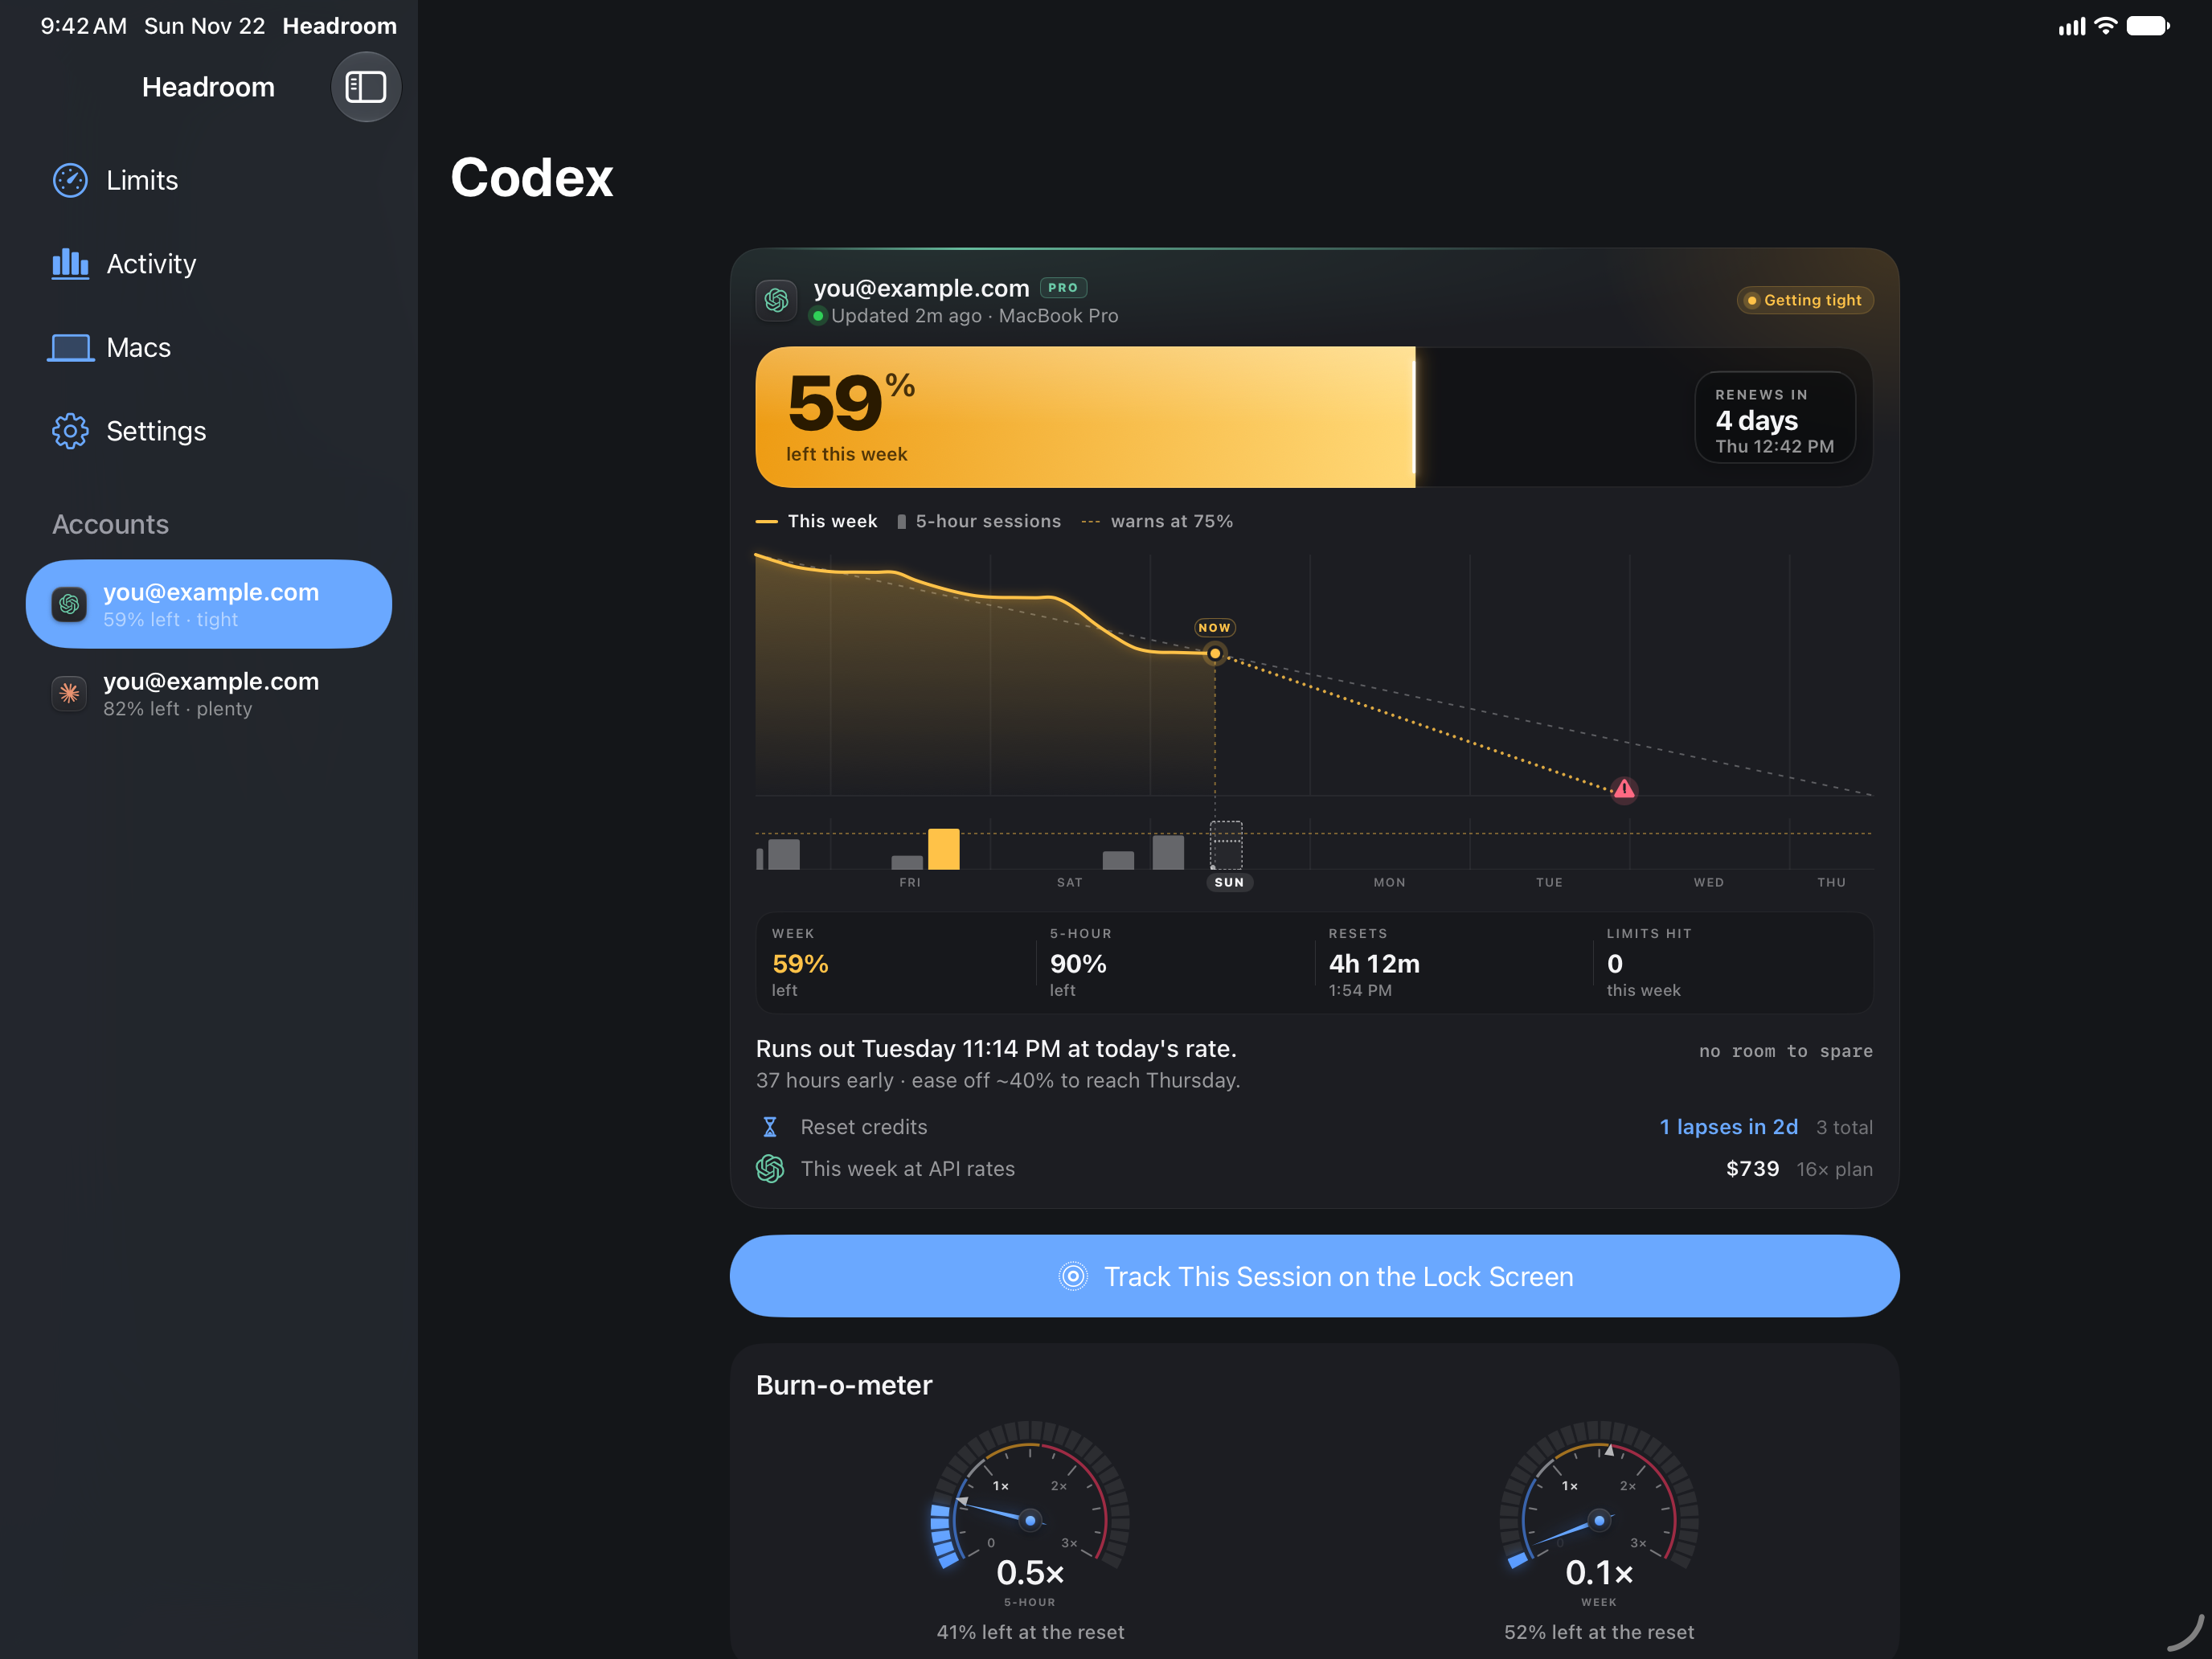 9:42 AM Sun Nov 22 Headroom
Headroom
Limits
Activity
Macs
Settings
Accounts
you@example.com
59% left · tight
you@example.com
82% left · plenty
Codex
you@example.com PRO
Updated 2m ago · MacBook Pro
Getting tight
59%
left this week
RENEWS IN
4 days
Thu 12:42 PM
This week 5-hour sessions warns at 75%
NOW
FRI SAT SUN MON TUE WED THU
WEEK
59%
left
5-HOUR
90%
left
RESETS
4h 12m
1:54 PM
LIMITS HIT
0
this week
Runs out Tuesday 11:14 PM at today's rate.
no room to spare
37 hours early · ease off ~40% to reach Thursday.
Reset credits 1 lapses in 2d 3 total
This week at API rates $739 16× plan
Track This Session on the Lock Screen
Burn-o-meter
1× 2×
0 3×
0.5×
5-HOUR
41% left at the reset
1× 2×
0 3×
0.1×
WEEK
52% left at the reset